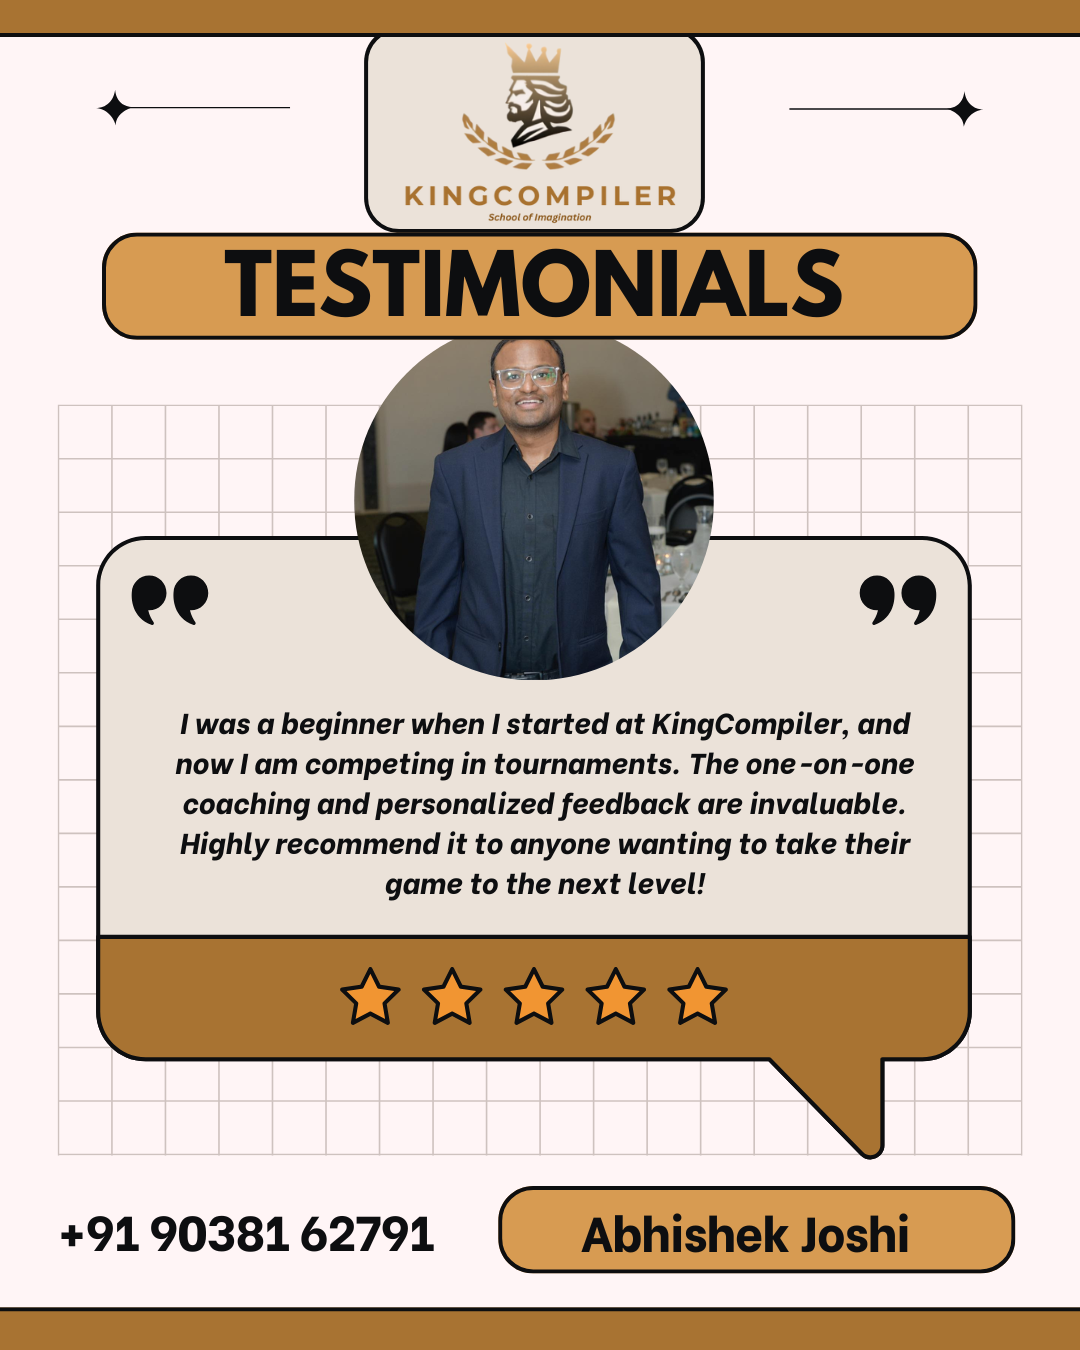 KINGCOMPILER
School of Imagination
TESTIMONIALS
❜❜ ❜❜
I was a beginner when I started at KingCompiler, and
now I am competing in tournaments. The one-on-one
coaching and personalized feedback are invaluable.
Highly recommend it to anyone wanting to take their
game to the next level!
+91 90381 62791
Abhishek Joshi